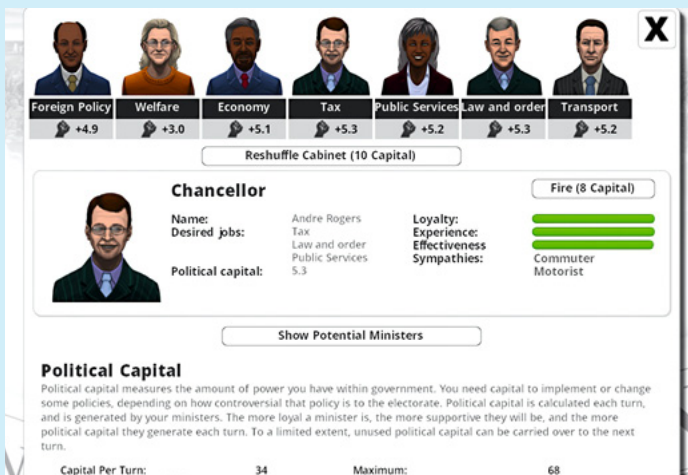 X
Foreign Policy Welfare Economy Tax Public Services Law and order Transport
+4.9 +3.0 +5.1 +5.3 +5.2 +5.3 +5.2
Reshuffle Cabinet (10 Capital)
Chancellor
Fire (8 Capital)
Name: Andre Rogers Loyalty:
Desired jobs: Tax Experience:
Law and order Effectiveness
Public Services Sympathies: Commuter
Political capital: 5.3 Motorist
Show Potential Ministers
Political Capital
Political capital measures the amount of power you have within government. You need capital to implement or change
some policies, depending on how controversial that policy is to the electorate. Political capital is calculated each turn,
and is generated by your ministers. The more loyal a minister is, the more supportive they will be, and the more
political capital they generate each turn. To a limited extent, unused political capital can be carried over to the next
turn.
Capital Per Turn: 34 Maximum: 68